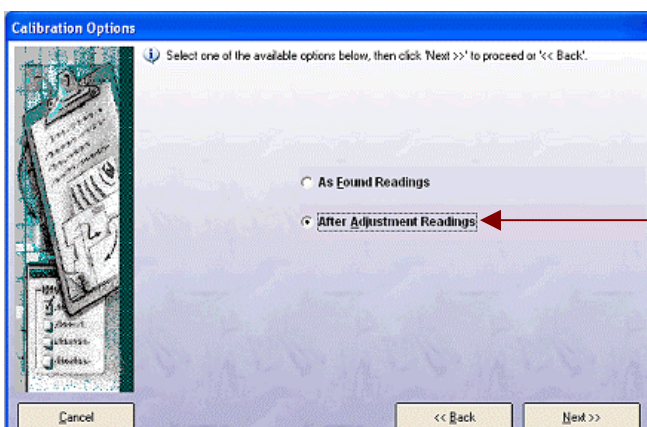 Calibration Options
Select one of the available options below, then click 'Next >>' to proceed or '<< Back'.
As Found Readings
After Adjustment Readings
Cancel
<< Back
Next >>